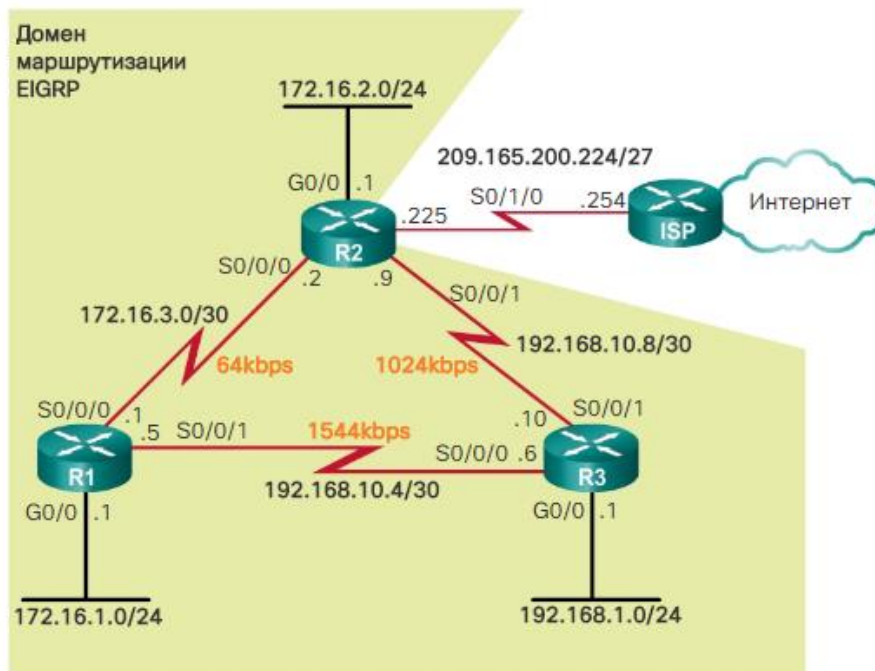 Домен
маршрутизации
EIGRP
172.16.2.0/24
209.165.200.224/27
G0/0 .1
S0/1/0
.254
Интернет
.225
ISP
R2
S0/0/0
.2
.9
S0/0/1
172.16.3.0/30
192.168.10.8/30
64kbps
1024kbps
S0/0/0
.1
.10
S0/0/1
.5
S0/0/1
1544kbps
S0/0/0
.6
R1
R3
192.168.10.4/30
G0/0
.1
G0/0
.1
172.16.1.0/24
192.168.1.0/24